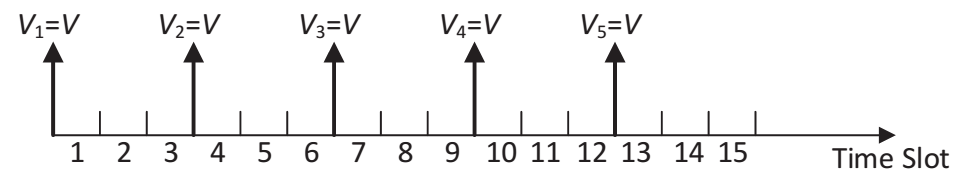 V₁=V V₂=V V₃=V V₄=V V₅=V
1 2 3 4 5 6 7 8 9 10 11 12 13 14 15
Time Slot